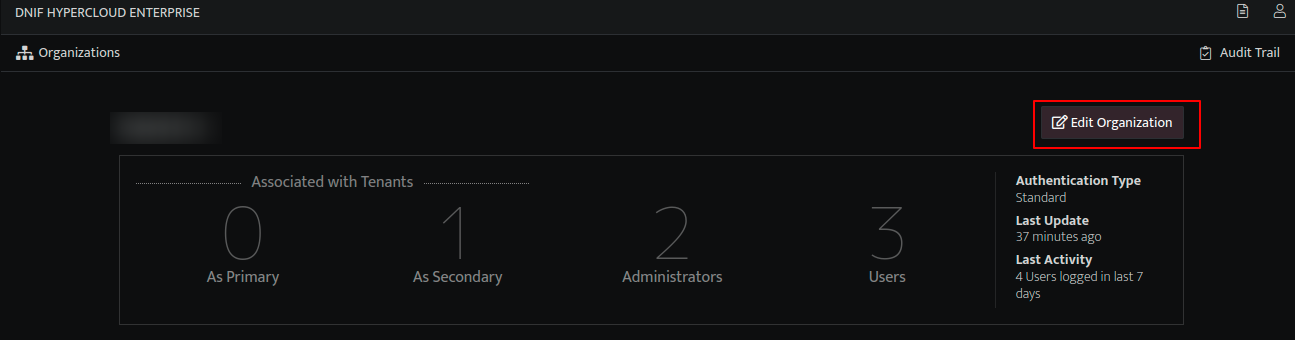 DNIF HYPERCLOUD ENTERPRISE
Organizations
Audit Trail
Edit Organization
Associated with Tenants
0
1
2
3
As Primary
As Secondary
Administrators
Users
Authentication Type
Standard
Last Update
37 minutes ago
Last Activity
4 Users logged in last 7
days